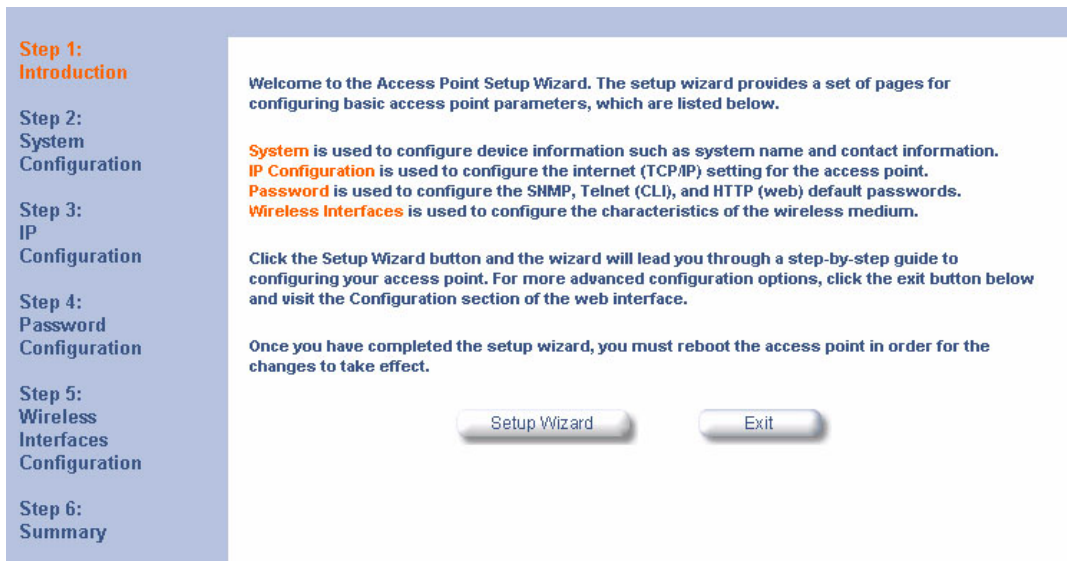 Step 1:
Introduction
Step 2:
System
Configuration
Step 3:
IP
Configuration
Step 4:
Password
Configuration
Step 5:
Wireless
Interfaces
Configuration
Step 6:
Summary
Welcome to the Access Point Setup Wizard. The setup wizard provides a set of pages for
configuring basic access point parameters, which are listed below.
System is used to configure device information such as system name and contact information.
IP Configuration is used to configure the internet (TCP/IP) setting for the access point.
Password is used to configure the SNMP, Telnet (CLI), and HTTP (web) default passwords.
Wireless Interfaces is used to configure the characteristics of the wireless medium.
Click the Setup Wizard button and the wizard will lead you through a step-by-step guide to
configuring your access point. For more advanced configuration options, click the exit button below
and visit the Configuration section of the web interface.
Once you have completed the setup wizard, you must reboot the access point in order for the
changes to take effect.
Setup Wizard
Exit